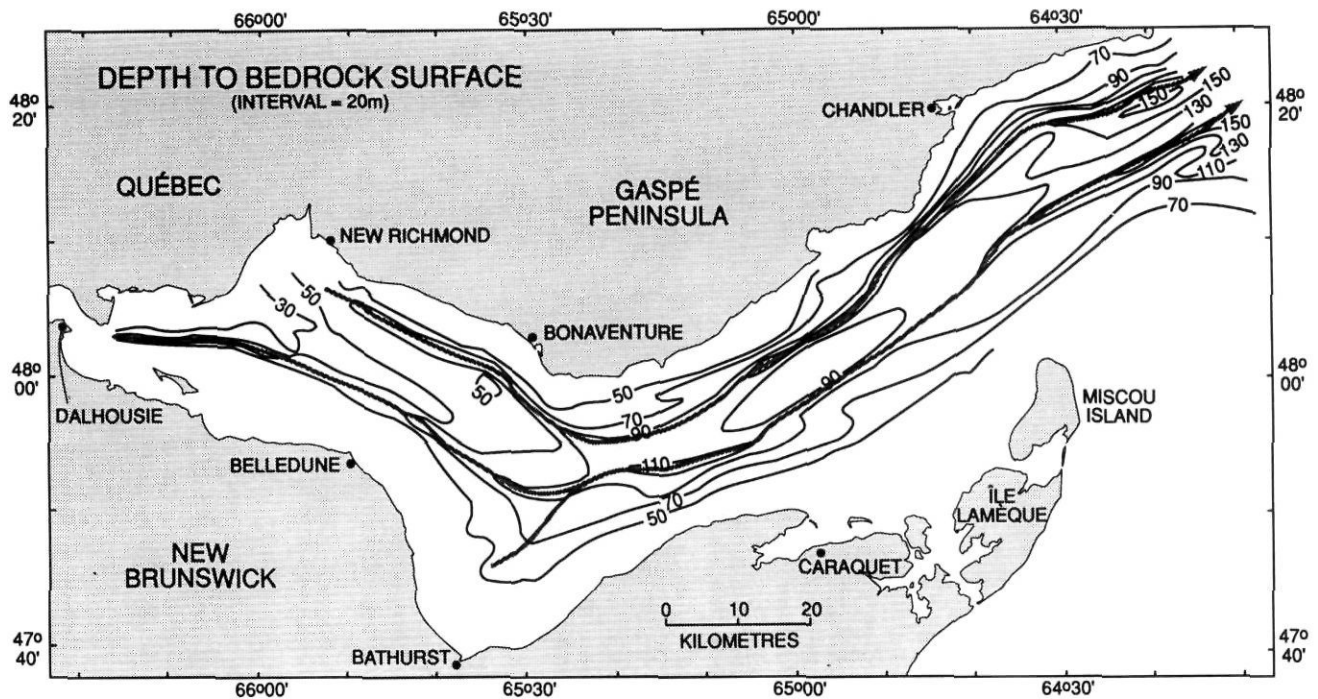 66°00'
65°30'
65°00'
64°30'
DEPTH TO BEDROCK SURFACE
(INTERVAL = 20m)
48°
20'
48°
20'
CHANDLER
70
90
150
150
130
130
150
130
110
90
70
QUÉBEC
GASPÉ
PENINSULA
NEW RICHMOND
50
30
BONAVENTURE
48°
00'
48°
00'
50
50
70
90
90
MISCOU
ISLAND
DALHOUSIE
BELLEDUNE
110
70
50
ÎLE
LAMÈQUE
NEW
BRUNSWICK
CARAQUET
0 10 20
KILOMETRES
47°
40'
47°
40'
BATHURST
66°00'
65°30'
65°00'
64°30'